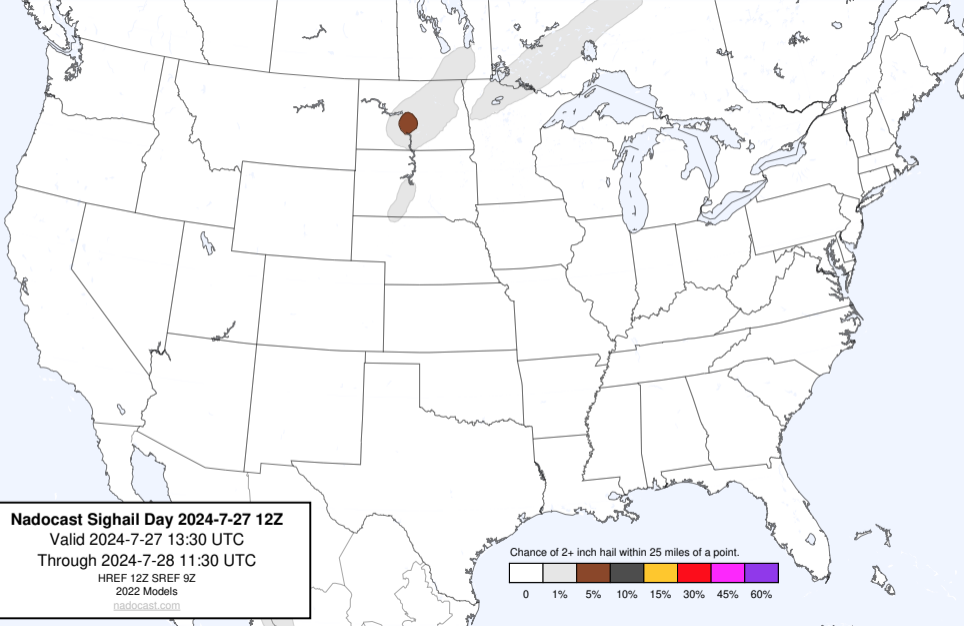 Nadocast Sighail Day 2024-7-27 12Z
Valid 2024-7-27 13:30 UTC
Through 2024-7-28 11:30 UTC
HREF 12Z SREF 9Z
2022 Models
nadocast.com
Chance of 2+ inch hail within 25 miles of a point.
0 1% 5% 10% 15% 30% 45% 60%